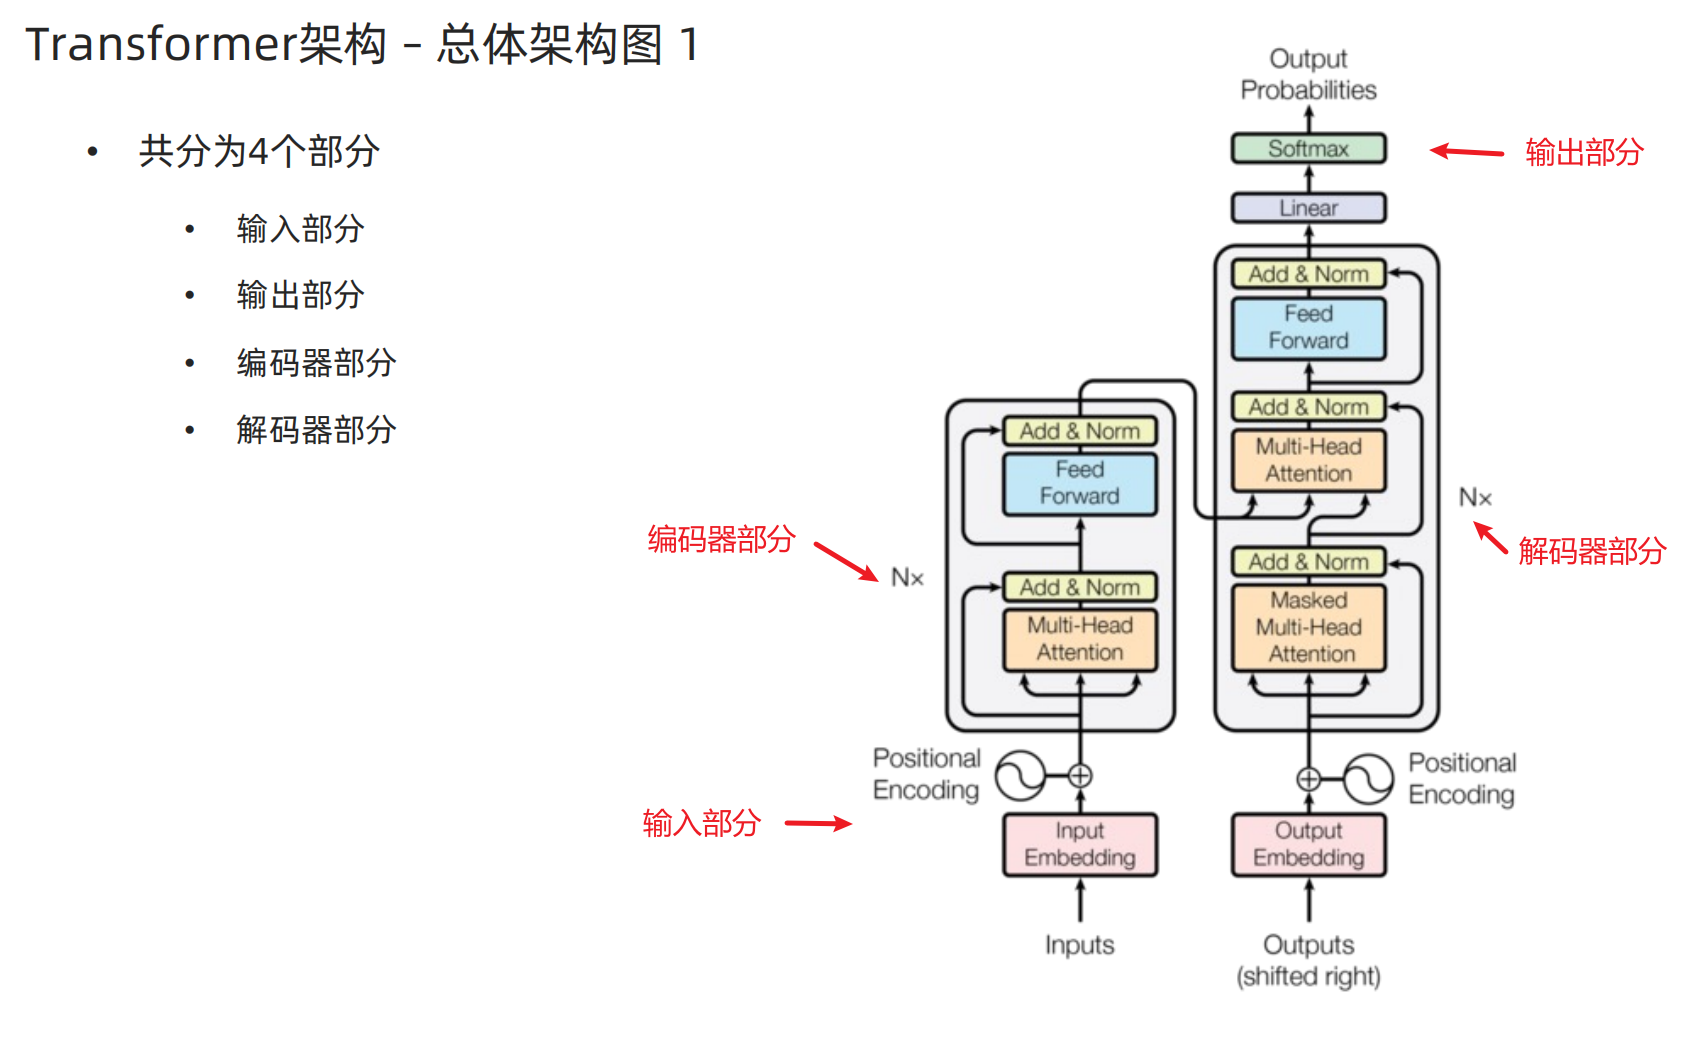 Transformer架构 – 总体架构图 1
• 共分为4个部分
• 输入部分
• 输出部分
• 编码器部分
• 解码器部分
Output
Probabilities
Softmax
输出部分
Linear
Add & Norm
Feed
Forward
Add & Norm
Multi-Head
Attention
N×
解码器部分
Add & Norm
Masked
Multi-Head
Attention
Add & Norm
Feed
Forward
编码器部分
N×
Add & Norm
Multi-Head
Attention
Positional
Encoding
Positional
Encoding
输入部分
Input
Embedding
Output
Embedding
Inputs
Outputs
(shifted right)